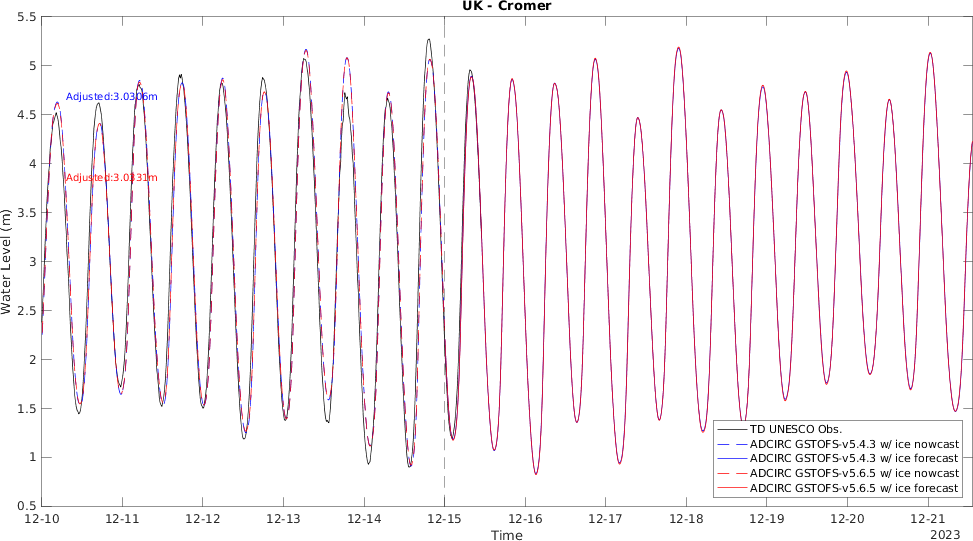 UK - Cromer
5.5
5
4.5
4
3.5
3
2.5
2
1.5
1
0.5
Water Level (m)
Adjusted:3.0306m
Adjusted:3.0331m
TD UNESCO Obs.
ADCIRC GSTOFS-v5.4.3 w/ ice nowcast
ADCIRC GSTOFS-v5.4.3 w/ ice forecast
ADCIRC GSTOFS-v5.6.5 w/ ice nowcast
ADCIRC GSTOFS-v5.6.5 w/ ice forecast
12-10 12-11 12-12 12-13 12-14 12-15 12-16 12-17 12-18 12-19 12-20 12-21
2023
Time